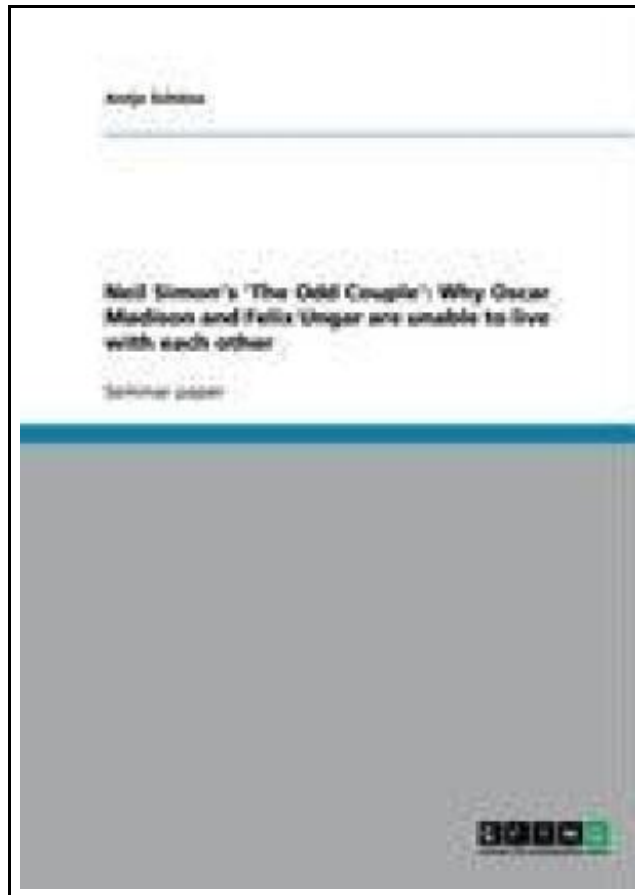 Antje
Neil Simon's 'The Odd Couple': Why Oscar
Madison and Felix Ungar are unable to live
with each other
Seminar paper